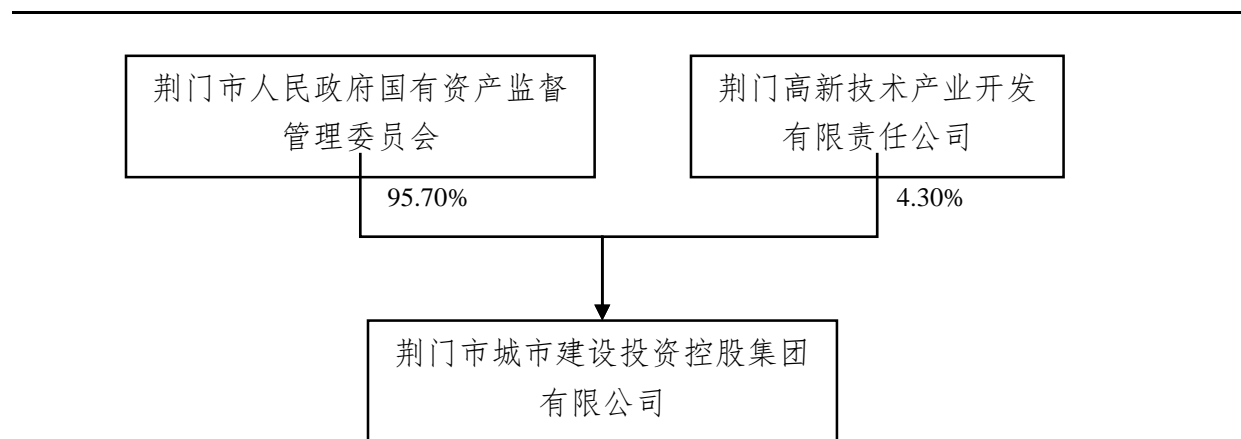 荆门市人民政府国有资产监督
管理委员会
荆门高新技术产业开发
有限责任公司
95.70%
4.30%
荆门市城市建设投资控股集团
有限公司